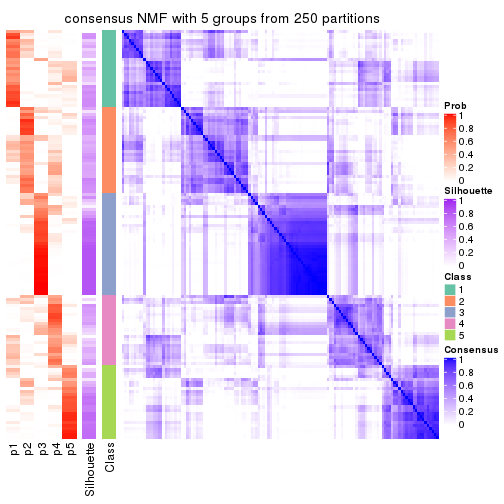 consensus NMF with 5 groups from 250 partitions
p1
p2
p3
p4
p5
Silhouette
Class
Prob
1
0.8
0.6
0.4
0.2
0
Silhouette
1
0.8
0.6
0.4
0.2
0
Class
1
2
3
4
5
Consensus
1
0.8
0.6
0.4
0.2
0